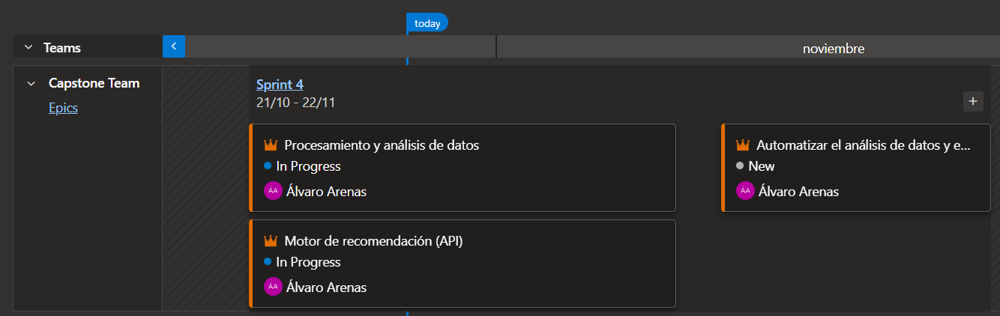 today
Teams
noviembre
Capstone Team
Epics
Sprint 4
21/10 - 22/11
+
Procesamiento y análisis de datos
In Progress
ÁA Álvaro Arenas
Automatizar el análisis de datos y e...
New
ÁA Álvaro Arenas
Motor de recomendación (API)
In Progress
ÁA Álvaro Arenas